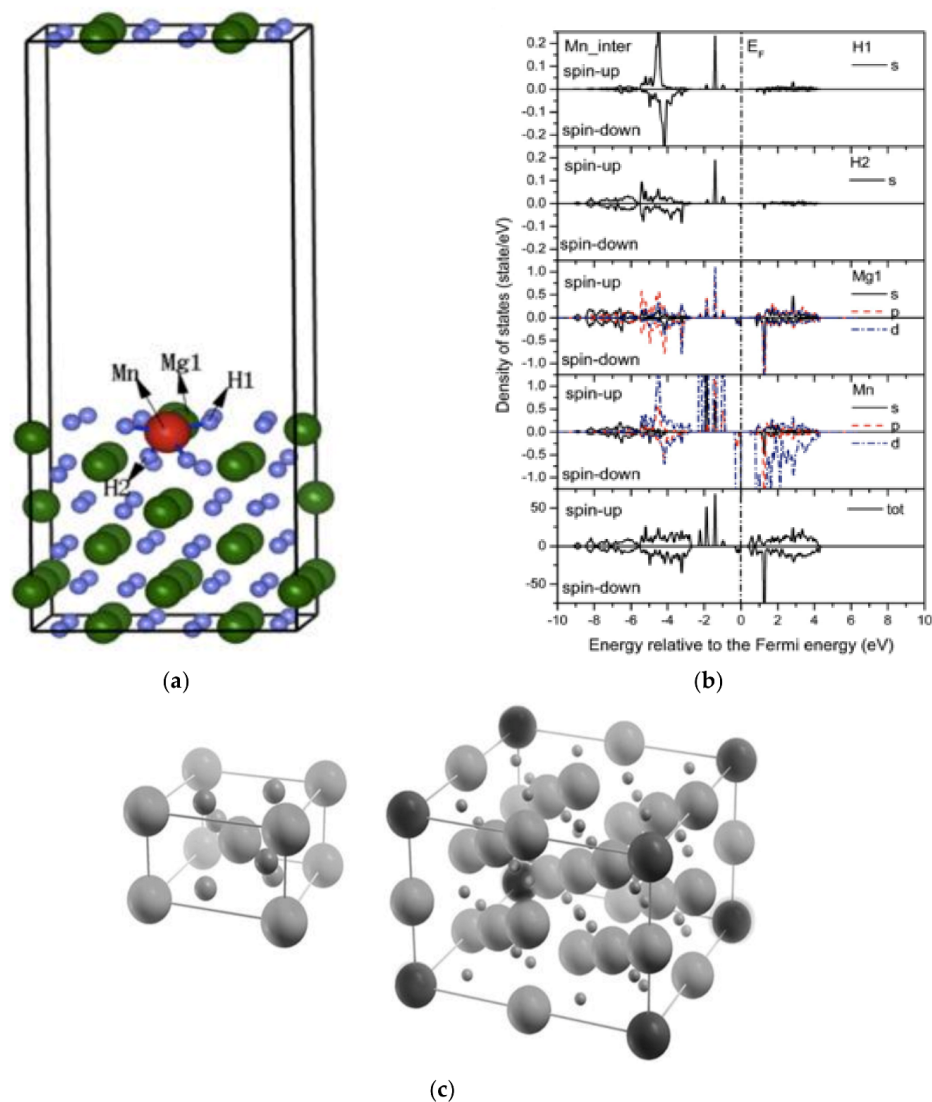 Mn
Mg1
H1
H2
(a)
Density of states (state/eV)
Mn_inter
E_F
H1
spin-up
s
spin-down
0.2
0.1
0.0
-0.1
-0.2
spin-up
H2
s
spin-down
0.2
0.1
0.0
-0.1
-0.2
spin-up
Mg1
s
p
d
spin-down
1.0
0.5
0.0
-0.5
-1.0
spin-up
Mn
s
p
d
spin-down
1.0
0.5
0.0
-0.5
-1.0
spin-up
tot
spin-down
50
0
-50
-10 -8 -6 -4 -2 0 2 4 6 8 10
Energy relative to the Fermi energy (eV)
(b)
(c)